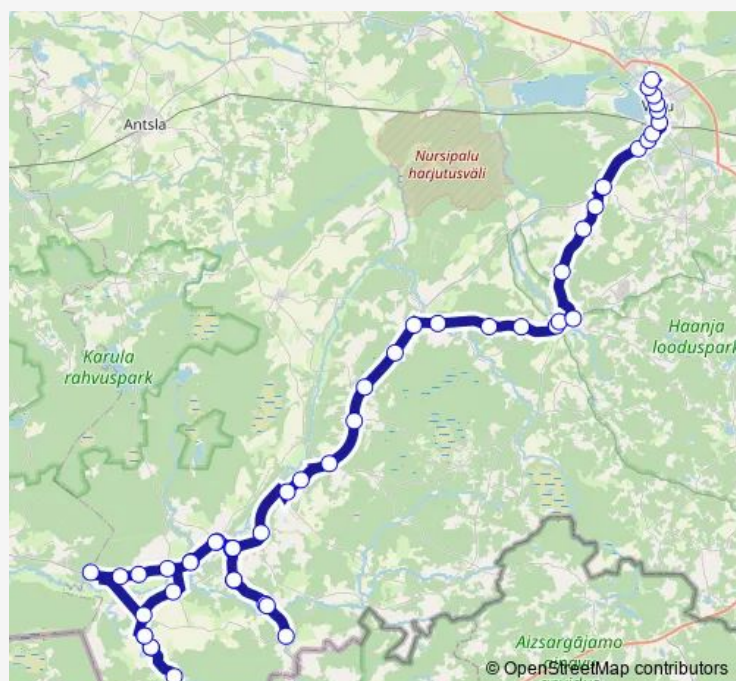 Antsla
Nursipalu
harjutusväli
Karula
rahvuspark
Haanja
looduspark
Aizsargājamo
© OpenStreetMap contributors